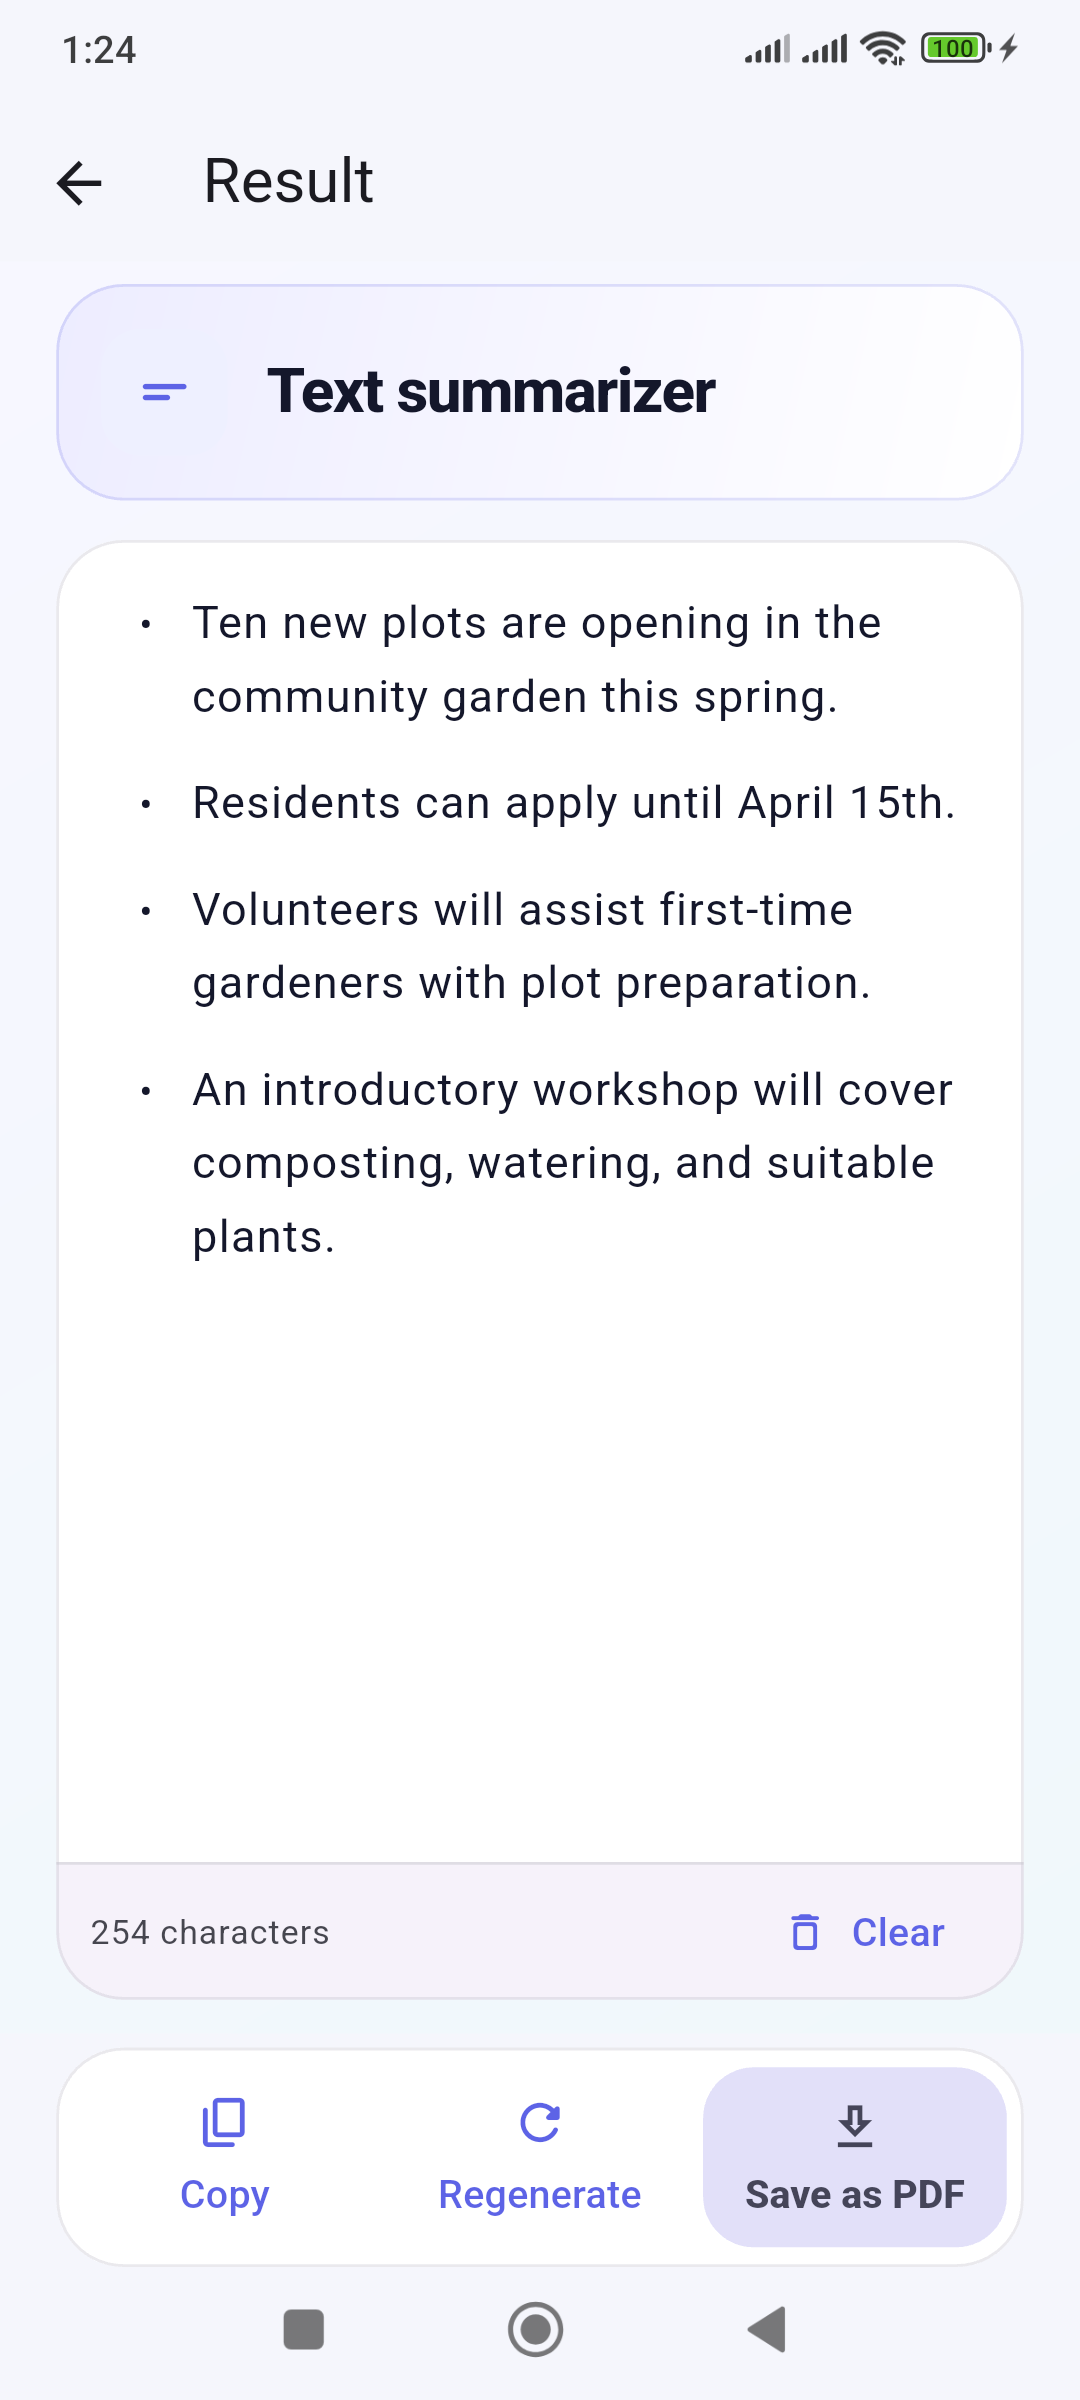 1:24
100
Result
Text summarizer
• Ten new plots are opening in the
community garden this spring.
• Residents can apply until April 15th.
• Volunteers will assist first-time
gardeners with plot preparation.
• An introductory workshop will cover
composting, watering, and suitable
plants.
254 characters
Clear
Copy
Regenerate
Save as PDF